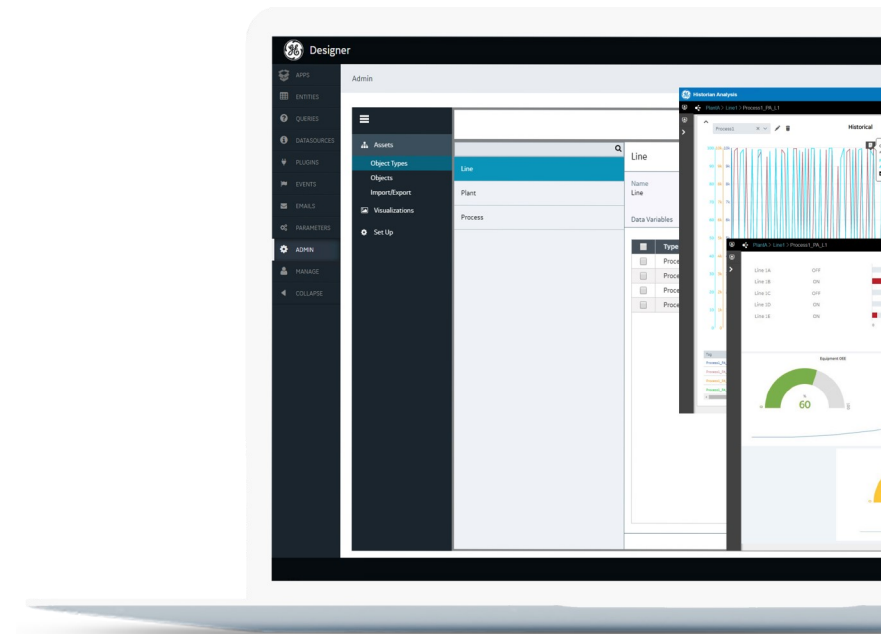 Designer
APPS
ENTITIES
QUERIES
DATASOURCES
PLUGINS
EVENTS
EMAILS
PARAMETERS
ADMIN
MANAGE
COLLAPSE
Admin
Assets
Object Types
Objects
Import/Export
Visualizations
Set Up
Line
Plant
Process
Line
Name
Line
Data Variables
Type
Proce
Proce
Proce
Proce
Historian Analysis
PlantA > Line1 > Process1_PA_L1
Process1
Historical
PlantA > Line1 > Process1_PA_L1
Line 1A OFF
Line 1B ON
Line 1C OFF
Line 1D ON
Line 1E ON
Tag
Equipment OEE
%
60